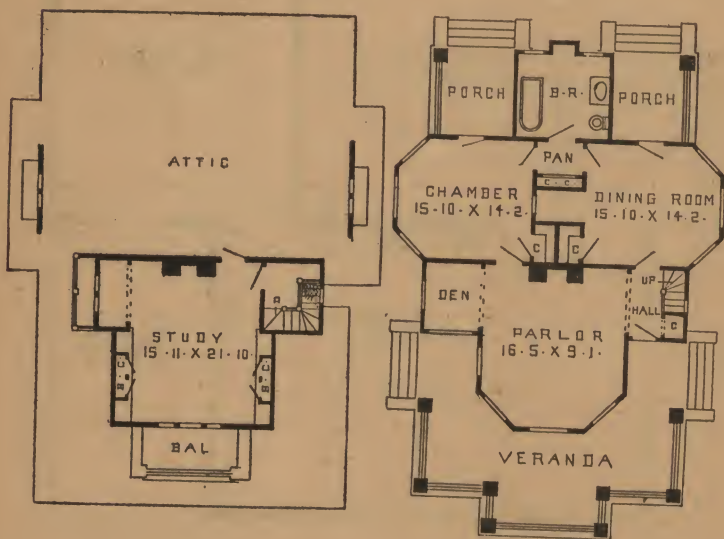 ATTIC
STUDY
15-11 X 21-10-
B-C-
B-C-
BAL
PORCH
B-R-
PORCH
PAN
C-C-
CHAMBER
15-10-X 14-2-
DINING ROOM
15-10-X 14-2-
C
C
DEN
UP
HALL
C
PARLOR
16-5-X 9-1-
VERANDA